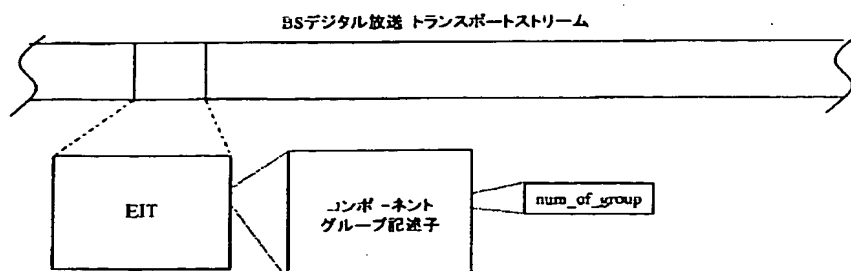 BSデジタル放送 トランスポートストリーム
EIT
コンポーネント
グループ記述子
num_of_group